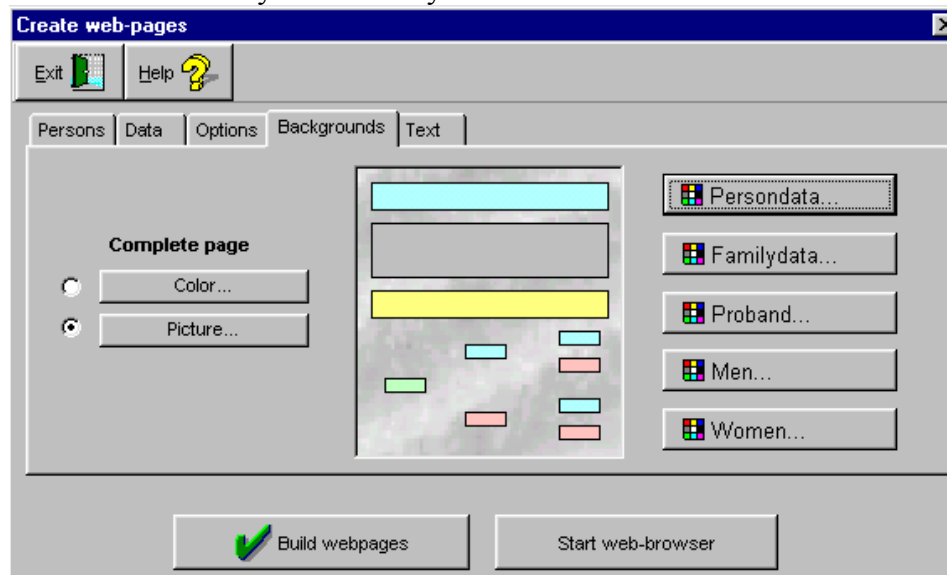 Create web-pages
Exit Help
Persons Data Options Backgrounds Text
Persondata...
Complete page
Familydata...
Color...
Proband...
Picture...
Men...
Women...
Build webpages Start web-browser